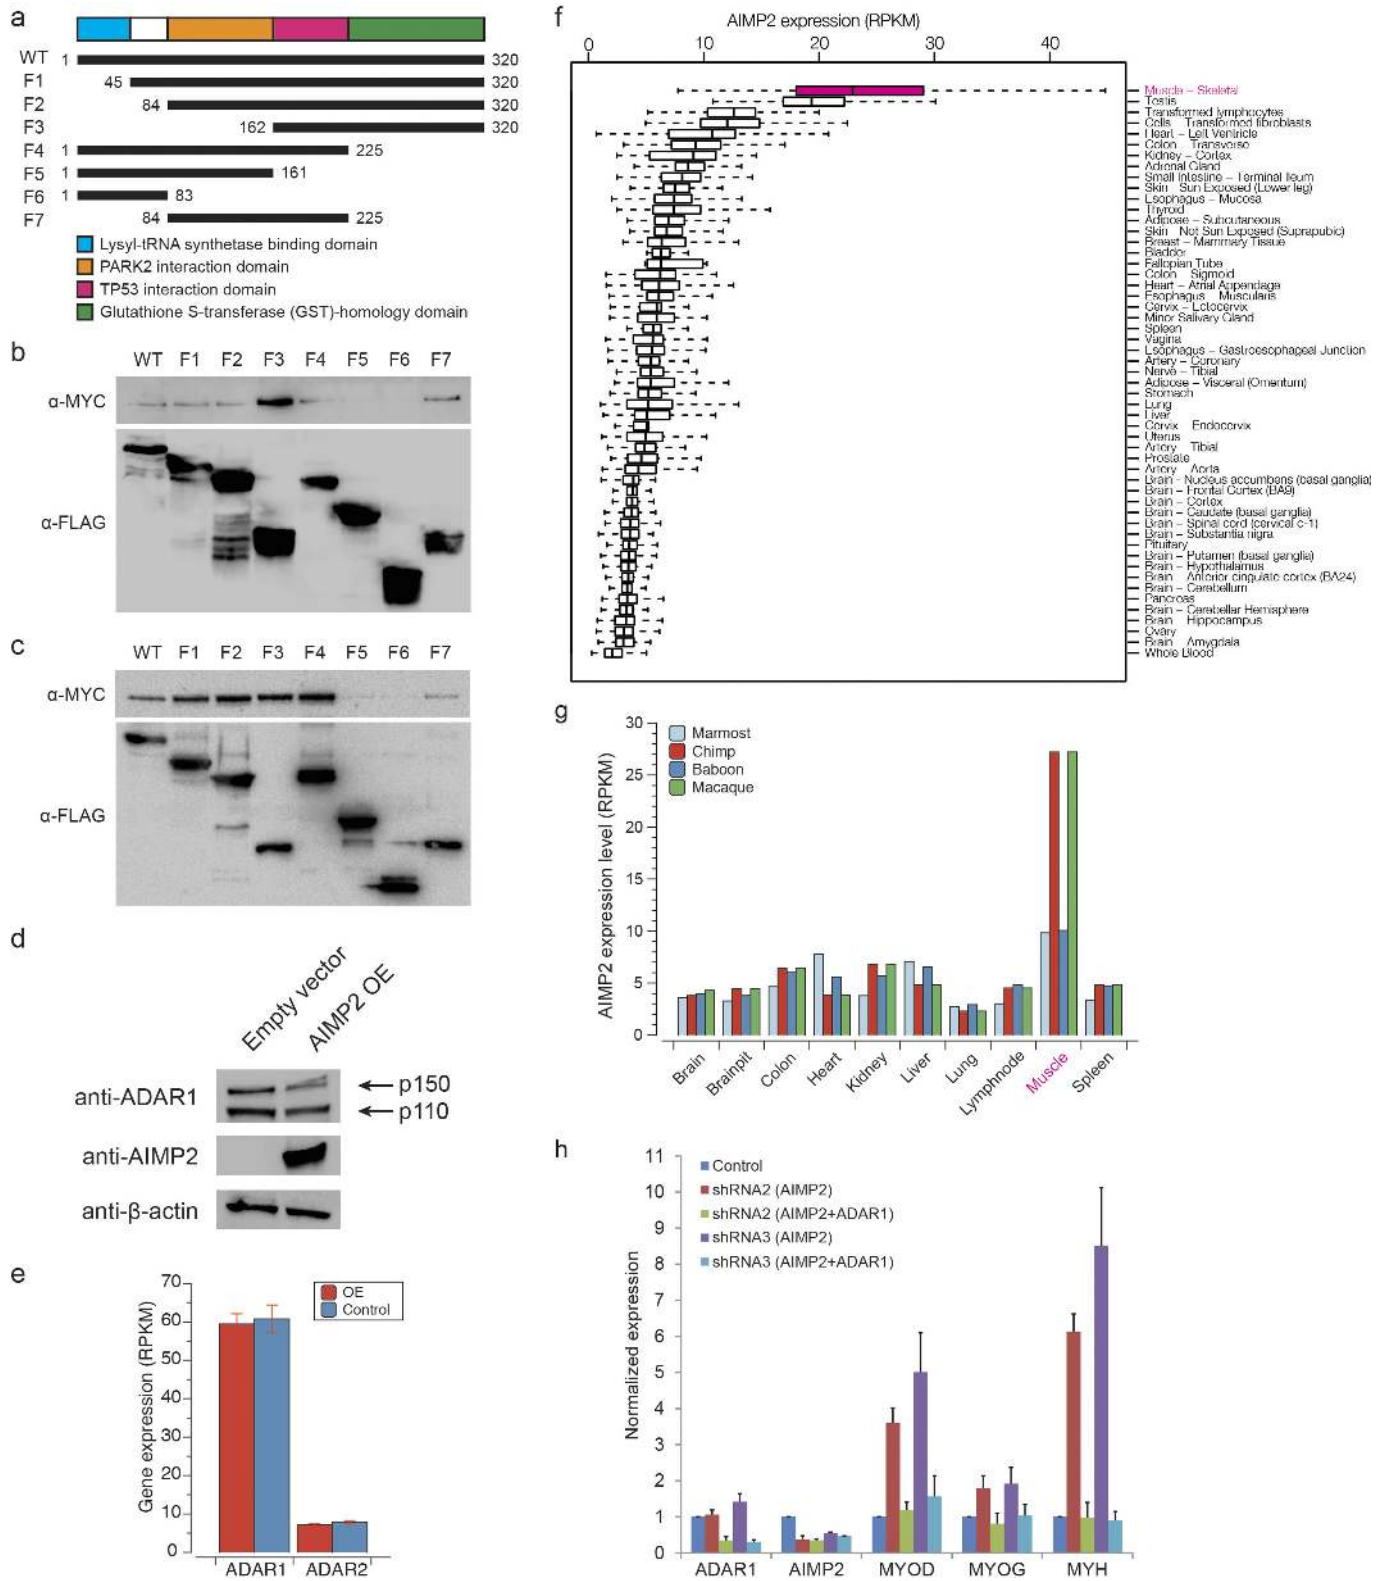 a
WT 1 320
F1 45 320
F2 84 320
F3 162 320
F4 1 225
F5 1 161
F6 1 83
F7 84 225
Lysyl-tRNA synthetase binding domain
PARK2 interaction domain
TP53 interaction domain
Glutathione S-transferase (GST)-homology domain
b
WT F1 F2 F3 F4 F5 F6 F7
α-MYC
α-FLAG
c
WT F1 F2 F3 F4 F5 F6 F7
α-MYC
α-FLAG
d
Empty vector
AIMP2 OE
anti-ADAR1
p150
p110
anti-AIMP2
anti-β-actin
e
Gene expression (RPKM)
70
60
50
40
30
20
10
0
OE
Control
ADAR1 ADAR2
f
AIMP2 expression (RPKM)
0 10 20 30 40
Muscle – Skeletal
Testis
Transformed lymphocytes
Cells Transformed fibroblasts
Heart – Left Ventricle
Colon – Transverse
Kidney – Cortex
Adrenal Gland
Small Intestine – Terminal Ileum
Skin Sun Exposed (Lower leg)
Esophagus – Mucosa
Thyroid
Adipose – Subcutaneous
Skin Not Sun Exposed (Suprapubic)
Breast – Mammary Tissue
Bladder
Fallopian Tube
Colon Sigmoid
Heart – Atrial Appendage
Esophagus Muscularis
Cervix – Ectocervix
Minor Salivary Gland
Spleen
Vagina
Esophagus – Gastroesophageal Junction
Artery – Coronary
Nerve – Tibial
Adipose – Visceral (Omentum)
Stomach
Lung
Liver
Cervix Endocervix
Uterus
Artery Tibial
Prostate
Artery Aorta
Brain - Nucleus accumbens (basal ganglia)
Brain – Frontal Cortex (BA9)
Brain – Cortex
Brain – Caudate (basal ganglia)
Brain – Spinal cord (cervical c-1)
Brain – Substantia nigra
Pituitary
Brain – Putamen (basal ganglia)
Brain – Hypothalamus
Brain Anterior cingulate cortex (BA24)
Brain – Cerebellum
Pancreas
Brain – Cerebellar Hemisphere
Brain Hippocampus
Ovary
Brain Amygdala
Whole Blood
g
AIMP2 expression level (RPKM)
30
25
20
15
10
5
0
Marmost
Chimp
Baboon
Macaque
Brain Brainpit Colon Heart Kidney Liver Lung Lymphnode Muscle Spleen
h
Normalized expression
11
10
9
8
7
6
5
4
3
2
1
0
Control
shRNA2 (AIMP2)
shRNA2 (AIMP2+ADAR1)
shRNA3 (AIMP2)
shRNA3 (AIMP2+ADAR1)
ADAR1 AIMP2 MYOD MYOG MYH